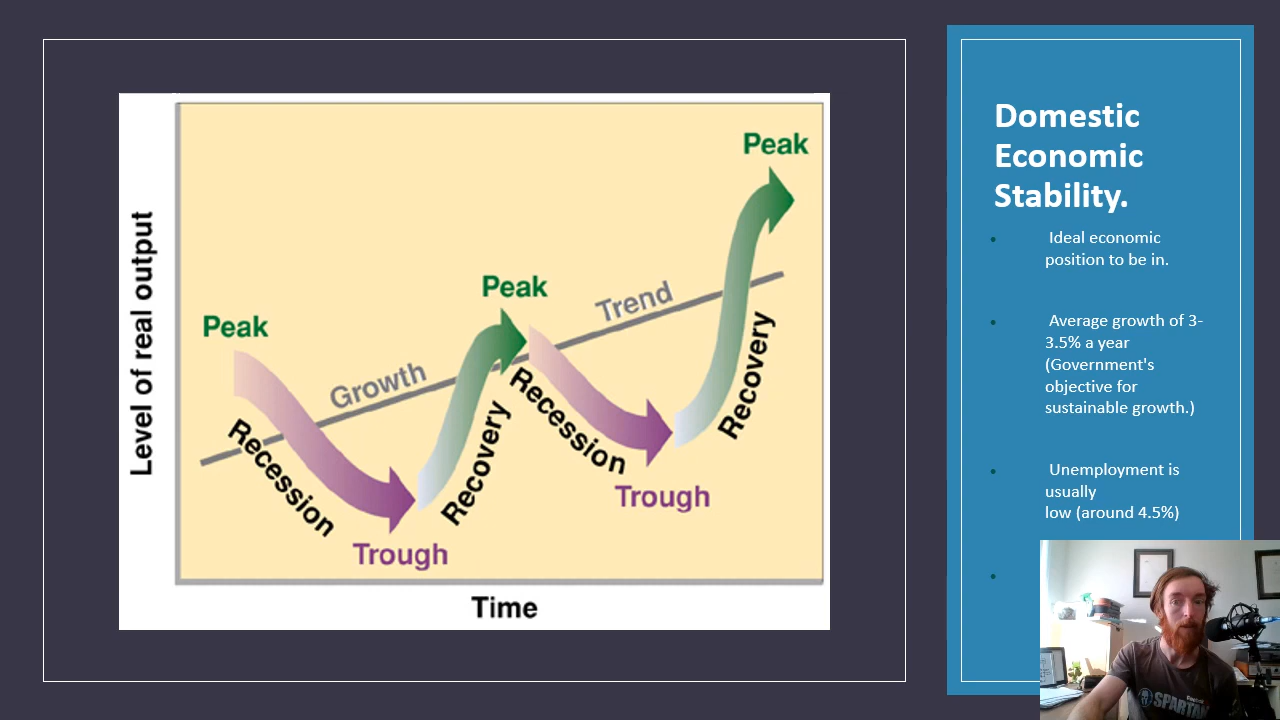 Peak
Peak
Peak
Trend
Growth
Recovery
Recession
Recession
Recovery
Trough
Trough
Level of real output
Time
Domestic
Economic
Stability.
• Ideal economic
position to be in.
• Average growth of 3-
3.5% a year
(Government's
objective for
sustainable growth.)
• Unemployment is
usually
low (around 4.5%)
•
SPARTAN